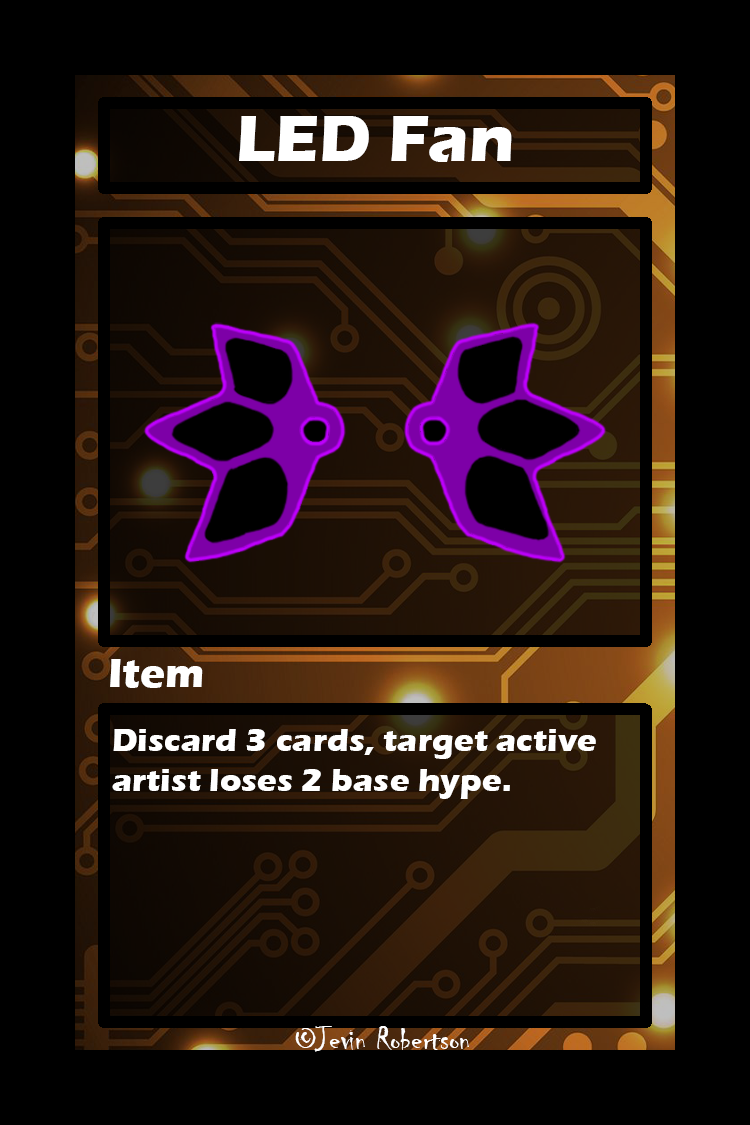 LED Fan
Item
Discard 3 cards, target active
artist loses 2 base hype.
©Jevin Robertson